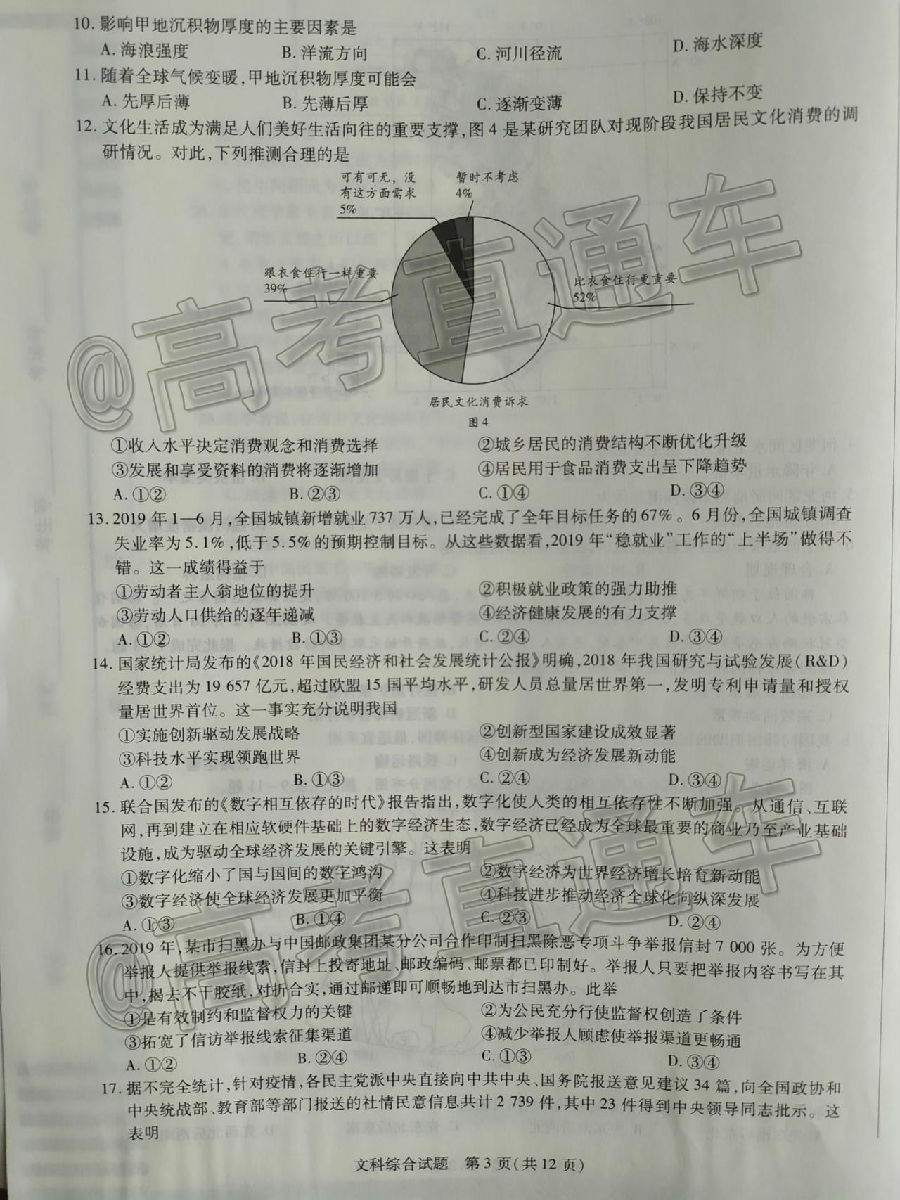 10. 影响甲地沉积物厚度的主要因素是
A. 海浪强度 B. 洋流方向 C. 河川径流 D. 海水深度
11. 随着全球气候变暖,甲地沉积物厚度可能会
A. 先厚后薄 B. 先薄后厚 C. 逐渐变薄 D. 保持不变
12. 文化生活成为满足人们美好生活向往的重要支撑,图4是某研究团队对现阶段我国居民文化消费的调
研情况。对此,下列推测合理的是
可有可无,没
有这方面需求
5%
暂时不考虑
4%
跟衣食住行一样重要
39%
比衣食住行更重要
52%
居民文化消费诉求
图4
①收入水平决定消费观念和消费选择 ②城乡居民的消费结构不断优化升级
③发展和享受资料的消费将逐渐增加 ④居民用于食品消费支出呈下降趋势
A. ①② B. ②③ C. ①④ D. ③④
13. 2019年1—6月,全国城镇新增就业737万人,已经完成了全年目标任务的67%。6月份,全国城镇调查
失业率为5.1%,低于5.5%的预期控制目标。从这些数据看,2019年“稳就业”工作的“上半场”做得不
错。这一成绩得益于
①劳动者主人翁地位的提升 ②积极就业政策的强力助推
③劳动人口供给的逐年递减 ④经济健康发展的有力支撑
A. ①② B. ①③ C. ②④ D. ③④
14. 国家统计局发布的《2018年国民经济和社会发展统计公报》明确,2018年我国研究与试验发展(R&D)
经费支出为19 657亿元,超过欧盟15国平均水平,研发人员总量居世界第一,发明专利申请量和授权
量居世界首位。这一事实充分说明我国
①实施创新驱动发展战略 ②创新型国家建设成效显著
③科技水平实现领跑世界 ④创新成为经济发展新动能
A. ①② B. ①③ C. ②④ D. ③④
15. 联合国发布的《数字相互依存的时代》报告指出,数字化使人类的相互依存性不断加强。从通信、互联
网,再到建立在相应软硬件基础上的数字经济生态,数字经济已经成为全球最重要的商业乃至产业基础
设施,成为驱动全球经济发展的关键引擎。这表明
①数字化缩小了国与国间的数字鸿沟 ②数字经济为世界经济增长培育新动能
③数字经济使全球经济发展更加平衡 ④科技进步推动经济全球化向纵深发展
A. ①③ B. ①④ C. ②③ D. ②④
16. 2019年,某市扫黑办与中国邮政集团某分公司合作印制扫黑除恶专项斗争举报信封7 000张。为方便
举报人提供举报线索,信封上投寄地址、邮政编码、邮票都已印制好。举报人只要把举报内容书写在其
中,揭去不干胶纸,对折合实,通过邮递即可顺畅地到达市扫黑办。此举
①是有效制约和监督权力的关键 ②为公民充分行使监督权创造了条件
③拓宽了信访举报线索征集渠道 ④减少举报人顾虑使举报渠道更畅通
A. ①② B. ②④ C. ①③ D. ③④
17. 据不完全统计,针对疫情,各民主党派中央直接向中共中央、国务院报送意见建议34篇,向全国政协和
中央统战部、教育部等部门报送的社情民意信息共计2 739件,其中23件得到中央领导同志批示。这
表明
文科综合试题 第3页(共12页)
@高考直通车
@高考直通车